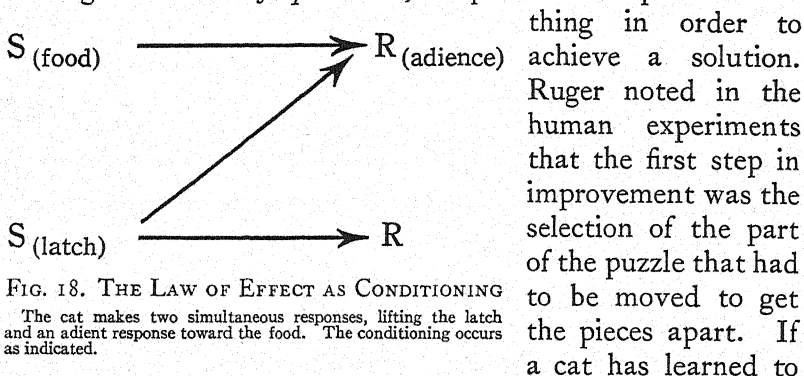 S (food)
R (adience)
S (latch)
R
FIG. 18. THE LAW OF EFFECT AS CONDITIONING
The cat makes two simultaneous responses, lifting the latch
and an adient response toward the food. The conditioning occurs
as indicated.
thing in order to
achieve a solution.
Ruger noted in the
human experiments
that the first step in
improvement was the
selection of the part
of the puzzle that had
to be moved to get
the pieces apart. If
a cat has learned to